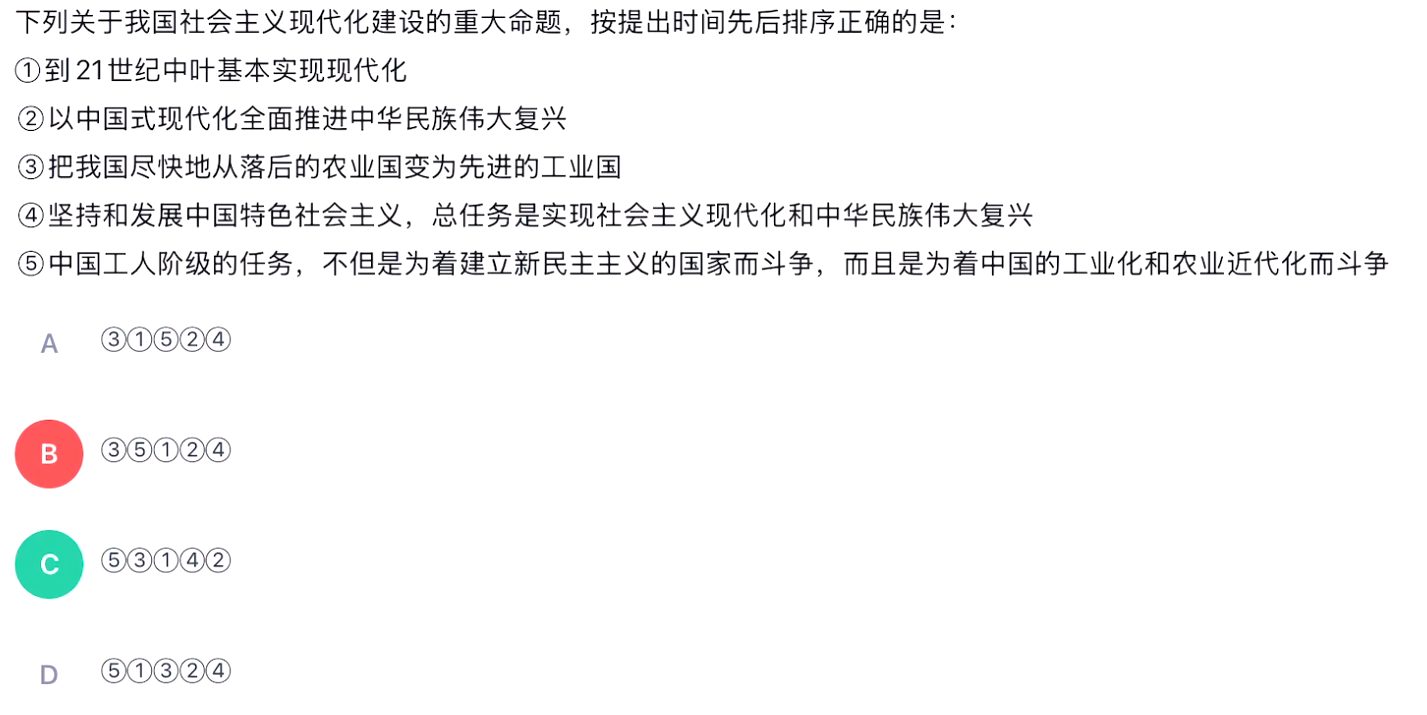 下列关于我国社会主义现代化建设的重大命题，按提出时间先后排序正确的是：
①到21世纪中叶基本实现现代化
②以中国式现代化全面推进中华民族伟大复兴
③把我国尽快地从落后的农业国变为先进的工业国
④坚持和发展中国特色社会主义，总任务是实现社会主义现代化和中华民族伟大复兴
⑤中国工人阶级的任务，不但是为着建立新民主主义的国家而斗争，而且是为着中国的工业化和农业近代化而斗争
A ③①⑤②④
B ③⑤①②④
C ⑤③①④②
D ⑤①③②④